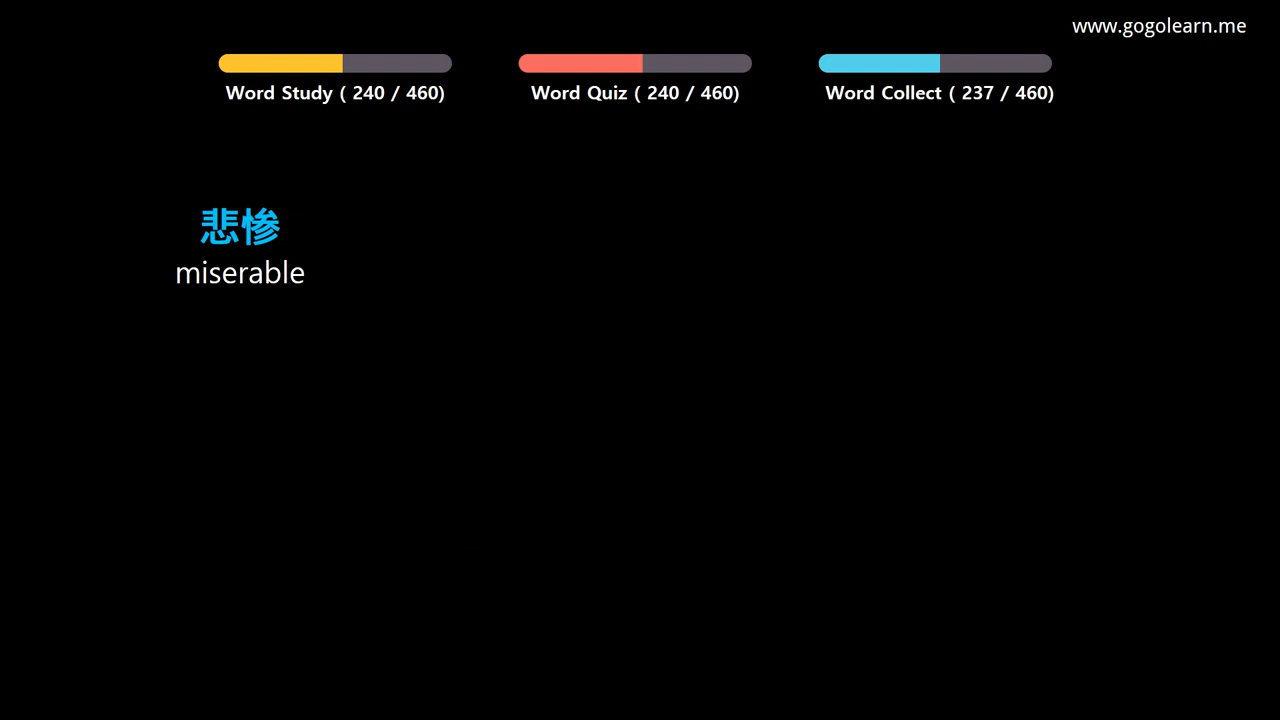 www.gogolearn.me
Word Study ( 240 / 460)
Word Quiz ( 240 / 460)
Word Collect ( 237 / 460)
悲惨
miserable